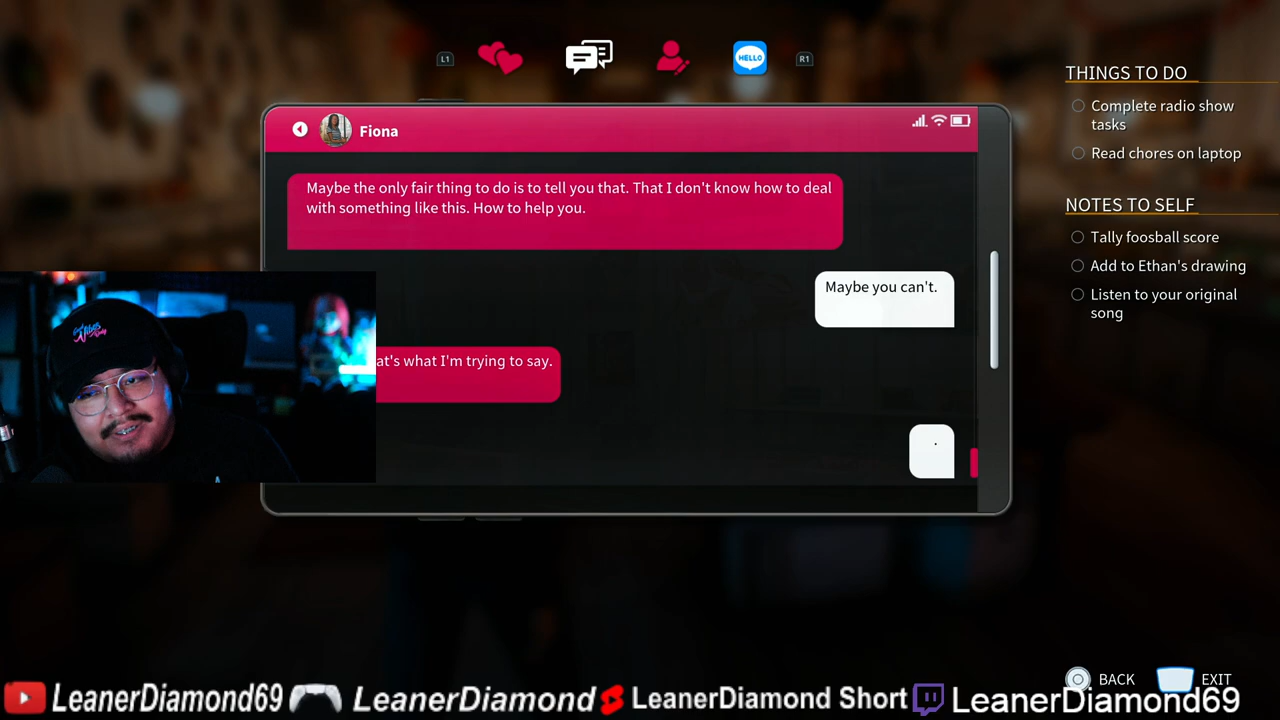 L1
HELLO
R1
Fiona
Maybe the only fair thing to do is to tell you that. That I don't know how to deal
with something like this. How to help you.
Maybe you can't.
at's what I'm trying to say.
.
THINGS TO DO
Complete radio show
tasks
Read chores on laptop
NOTES TO SELF
Tally foosball score
Add to Ethan's drawing
Listen to your original
song
BACK
EXIT
LeanerDiamond69
LeanerDiamond
LeanerDiamond Short
LeanerDiamond69